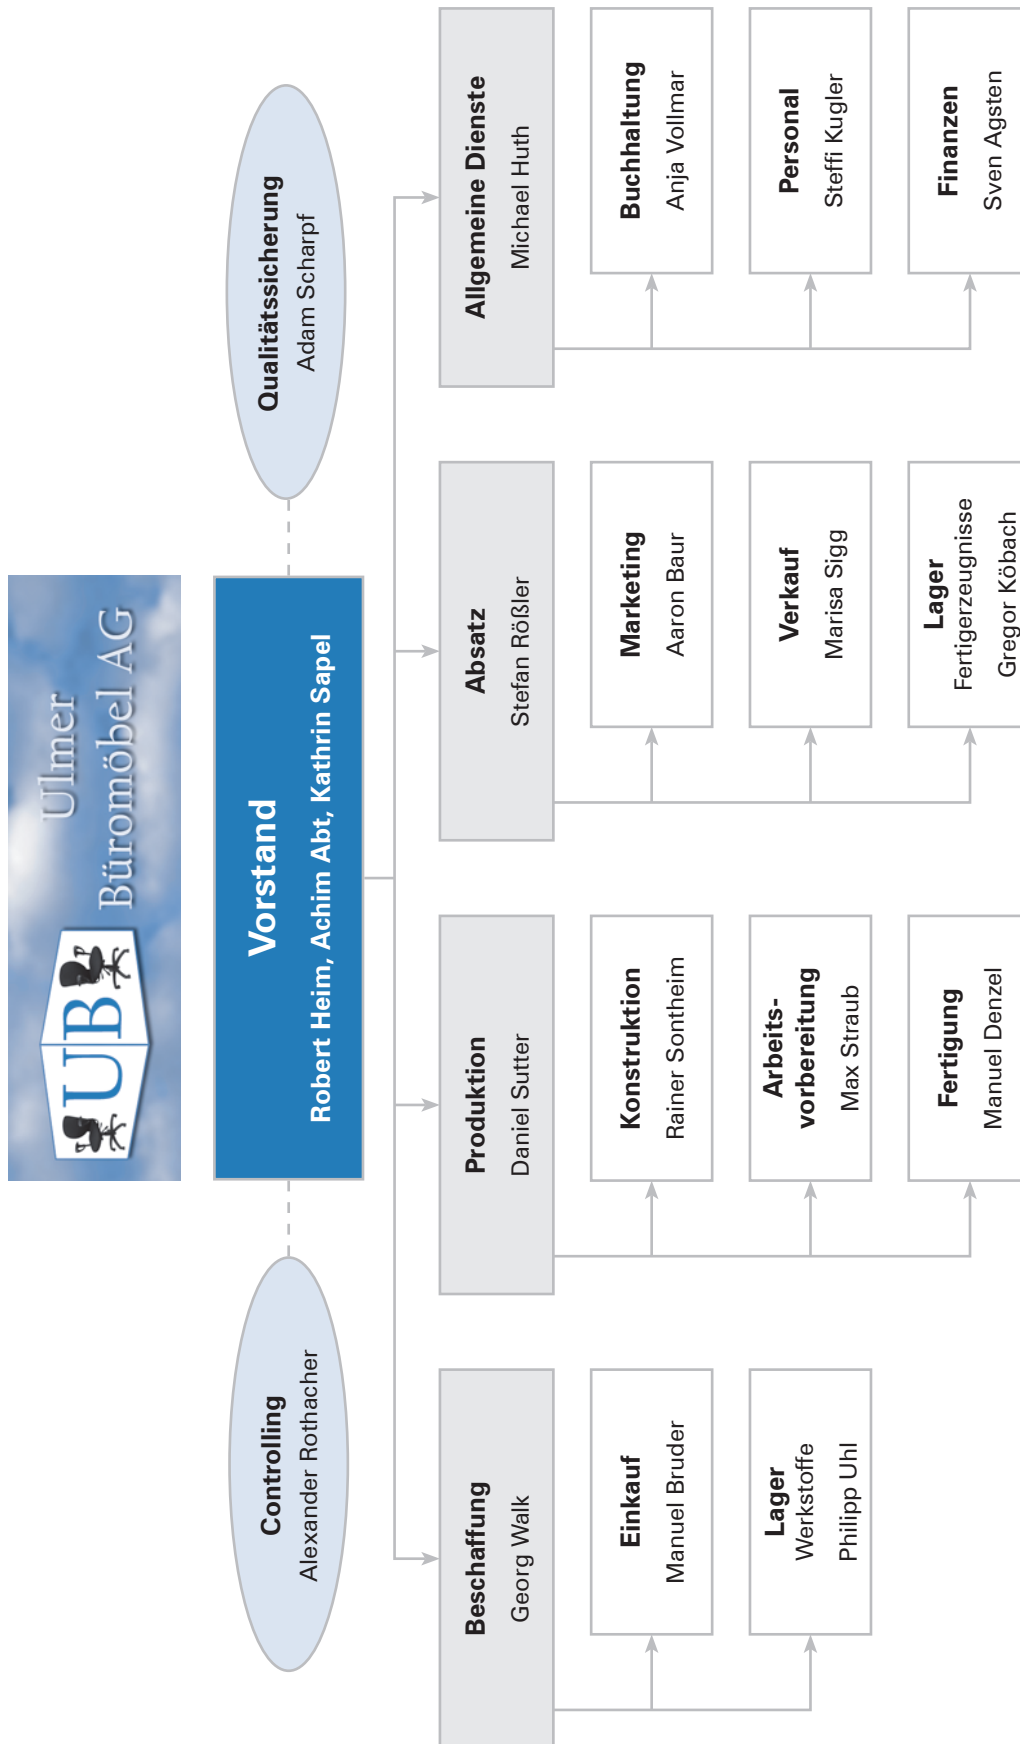 UB
Ulmer
Büromöbel AG
Controlling
Alexander Rothacher
Vorstand
Robert Heim, Achim Abt, Kathrin Sapel
Qualitätssicherung
Adam Scharpf
Beschaffung
Georg Walk
Einkauf
Manuel Bruder
Lager
Werkstoffe
Philipp Uhl
Produktion
Daniel Sutter
Konstruktion
Rainer Sontheim
Arbeits-
vorbereitung
Max Straub
Fertigung
Manuel Denzel
Absatz
Stefan Rößler
Marketing
Aaron Baur
Verkauf
Marisa Sigg
Lager
Fertigerzeugnisse
Gregor Köbach
Allgemeine Dienste
Michael Huth
Buchhaltung
Anja Vollmar
Personal
Steffi Kugler
Finanzen
Sven Agsten